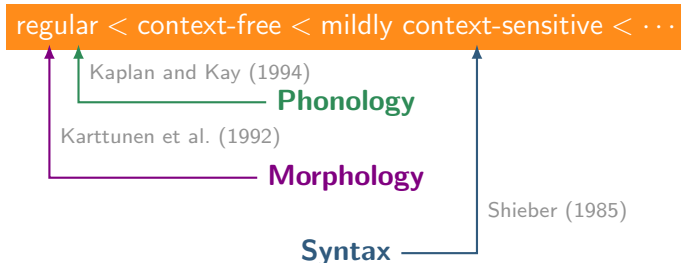 regular < context-free < mildly context-sensitive < ···
Kaplan and Kay (1994)
Phonology
Karttunen et al. (1992)
Morphology
Shieber (1985)
Syntax